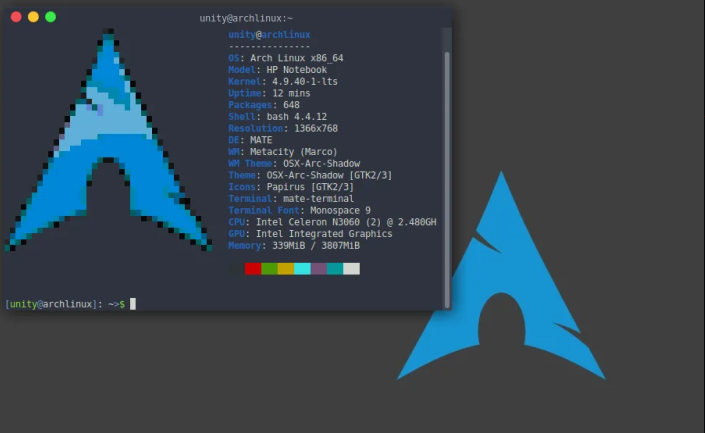 unity@archlinux:~
unity@archlinux
---------------
OS: Arch Linux x86_64
Model: HP Notebook
Kernel: 4.9.40-1-lts
Uptime: 12 mins
Packages: 648
Shell: bash 4.4.12
Resolution: 1366x768
DE: MATE
WM: Metacity (Marco)
WM Theme: OSX-Arc-Shadow
Theme: OSX-Arc-Shadow [GTK2/3]
Icons: Papirus [GTK2/3]
Terminal: mate-terminal
Terminal Font: Monospace 9
CPU: Intel Celeron N3060 (2) @ 2.480GH
GPU: Intel Integrated Graphics
Memory: 339MiB / 3807MiB
[unity@archlinux]: ~>$